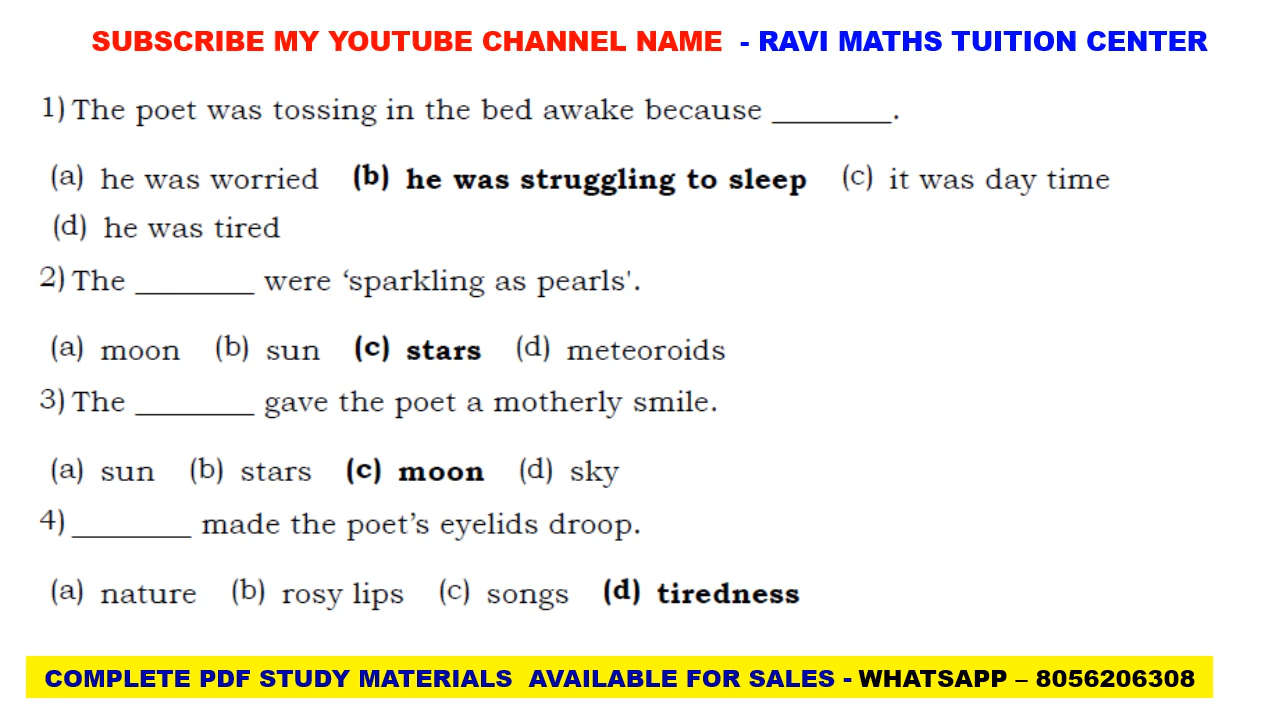 SUBSCRIBE MY YOUTUBE CHANNEL NAME - RAVI MATHS TUITION CENTER
1) The poet was tossing in the bed awake because ________.
(a) he was worried (b) he was struggling to sleep (c) it was day time
(d) he was tired
2) The ________ were ‘sparkling as pearls'.
(a) moon (b) sun (c) stars (d) meteoroids
3) The ________ gave the poet a motherly smile.
(a) sun (b) stars (c) moon (d) sky
4) ________ made the poet’s eyelids droop.
(a) nature (b) rosy lips (c) songs (d) tiredness
COMPLETE PDF STUDY MATERIALS AVAILABLE FOR SALES - WHATSAPP – 8056206308